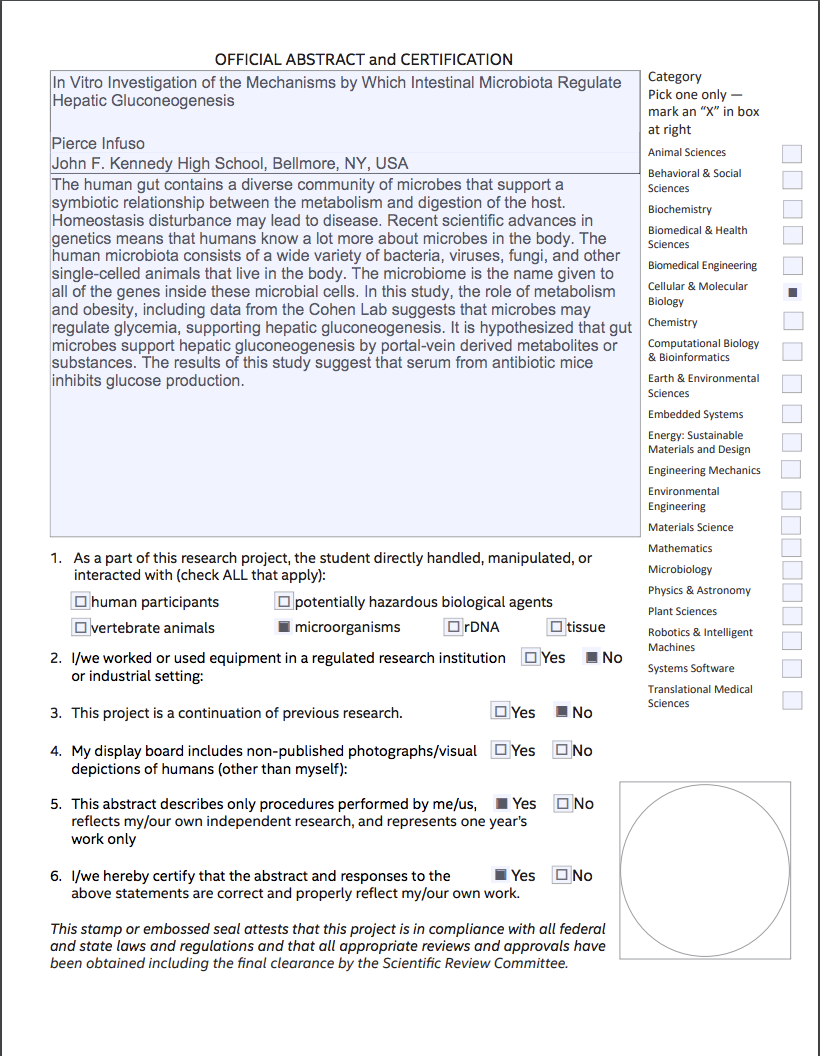 OFFICIAL ABSTRACT and CERTIFICATION
In Vitro Investigation of the Mechanisms by Which Intestinal Microbiota Regulate
Hepatic Gluconeogenesis
Pierce Infuso
John F. Kennedy High School, Bellmore, NY, USA
The human gut contains a diverse community of microbes that support a
symbiotic relationship between the metabolism and digestion of the host.
Homeostasis disturbance may lead to disease. Recent scientific advances in
genetics means that humans know a lot more about microbes in the body. The
human microbiota consists of a wide variety of bacteria, viruses, fungi, and other
single-celled animals that live in the body. The microbiome is the name given to
all of the genes inside these microbial cells. In this study, the role of metabolism
and obesity, including data from the Cohen Lab suggests that microbes may
regulate glycemia, supporting hepatic gluconeogenesis. It is hypothesized that gut
microbes support hepatic gluconeogenesis by portal-vein derived metabolites or
substances. The results of this study suggest that serum from antibiotic mice
inhibits glucose production.
Category
Pick one only —
mark an “X” in box
at right
Animal Sciences
Behavioral & Social
Sciences
Biochemistry
Biomedical & Health
Sciences
Biomedical Engineering
Cellular & Molecular
Biology
Chemistry
Computational Biology
& Bioinformatics
Earth & Environmental
Sciences
Embedded Systems
Energy: Sustainable
Materials and Design
Engineering Mechanics
Environmental
Engineering
Materials Science
Mathematics
Microbiology
Physics & Astronomy
Plant Sciences
Robotics & Intelligent
Machines
Systems Software
Translational Medical
Sciences
1. As a part of this research project, the student directly handled, manipulated, or
interacted with (check ALL that apply):
human participants potentially hazardous biological agents
vertebrate animals microorganisms rDNA tissue
2. I/we worked or used equipment in a regulated research institution Yes No
or industrial setting:
3. This project is a continuation of previous research. Yes No
4. My display board includes non-published photographs/visual Yes No
depictions of humans (other than myself):
5. This abstract describes only procedures performed by me/us, Yes No
reflects my/our own independent research, and represents one year’s
work only
6. I/we hereby certify that the abstract and responses to the Yes No
above statements are correct and properly reflect my/our own work.
This stamp or embossed seal attests that this project is in compliance with all federal
and state laws and regulations and that all appropriate reviews and approvals have
been obtained including the final clearance by the Scientific Review Committee.